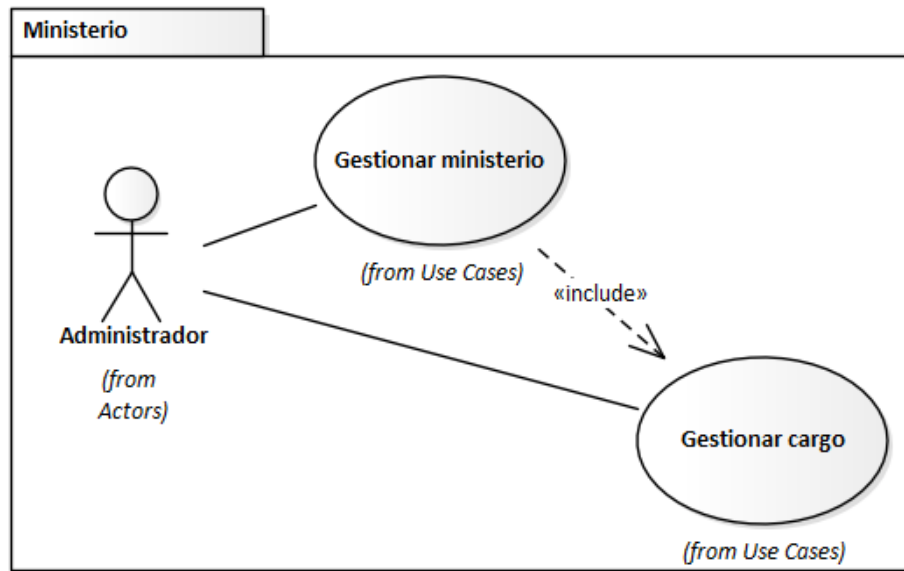 Ministerio
Gestionar ministerio
(from Use Cases)
«include»
Administrador
(from
Actors)
Gestionar cargo
(from Use Cases)